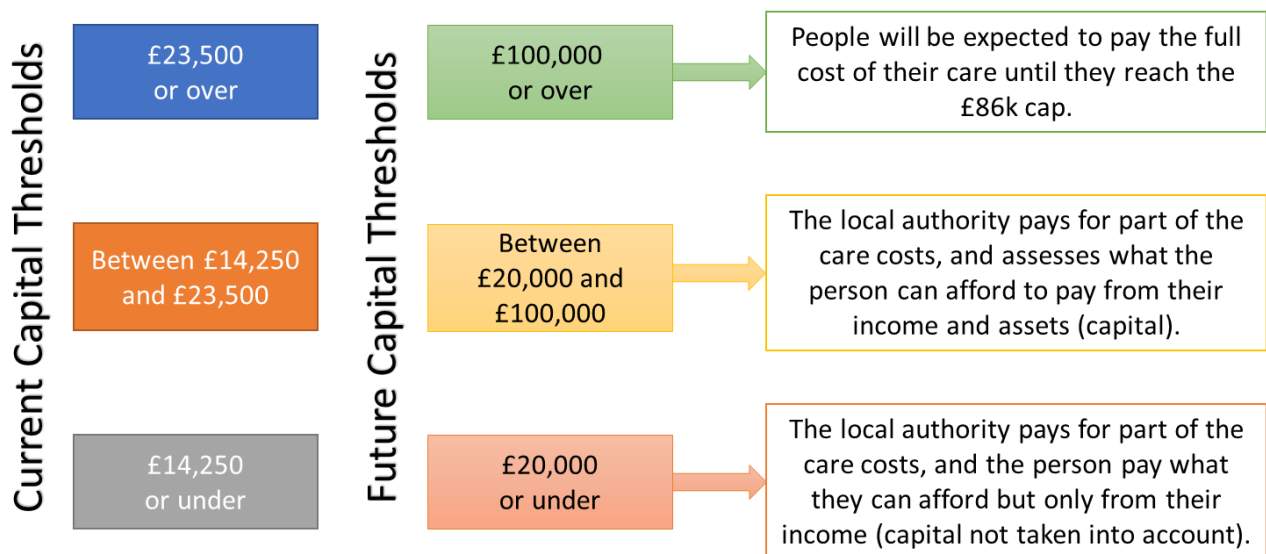 Current Capital Thresholds
£23,500
or over
Between £14,250
and £23,500
£14,250
or under
Future Capital Thresholds
£100,000
or over
Between
£20,000 and
£100,000
£20,000
or under
People will be expected to pay the full
cost of their care until they reach the
£86k cap.
The local authority pays for part of the
care costs, and assesses what the
person can afford to pay from their
income and assets (capital).
The local authority pays for part of the
care costs, and the person pay what
they can afford but only from their
income (capital not taken into account).